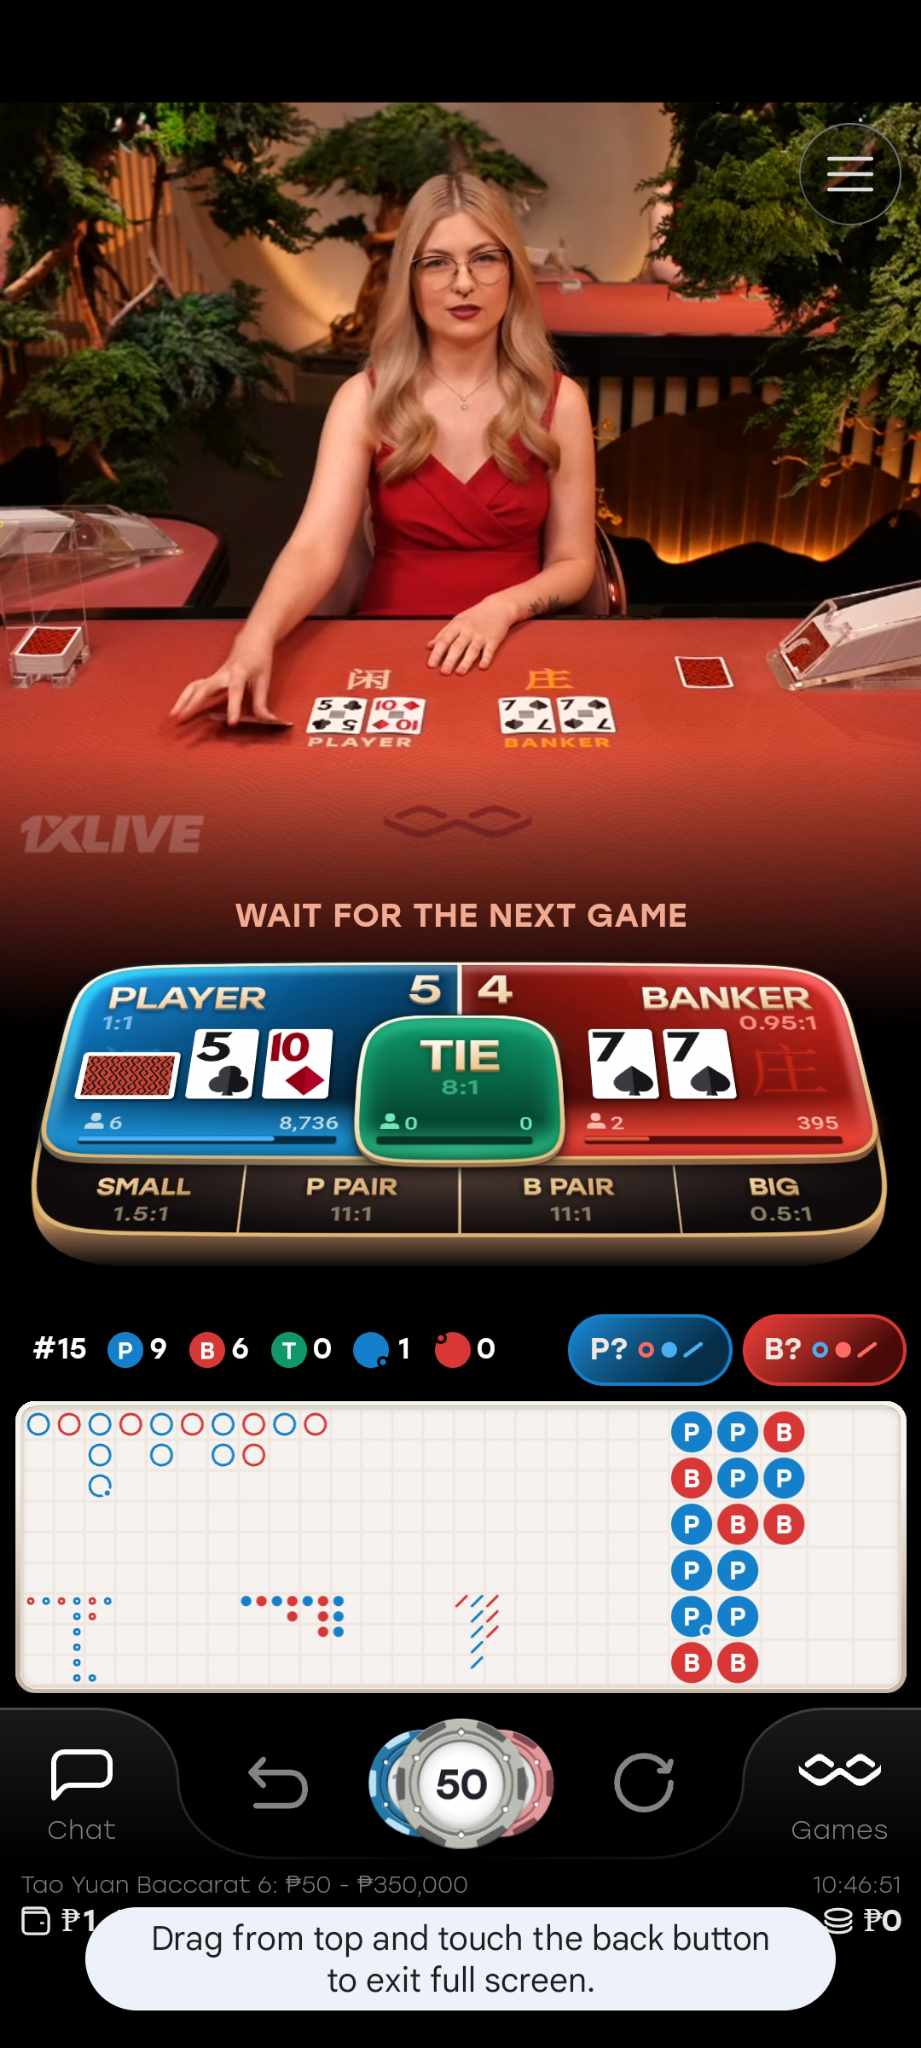 闲
庄
PLAYER
BANKER
1XLIVE
WAIT FOR THE NEXT GAME
PLAYER 5 4 BANKER
1:1 TIE 0.95:1
5 10 8:1 7 7 庄
6 8,736 0 0 2 395
SMALL P PAIR B PAIR BIG
1.5:1 11:1 11:1 0.5:1
#15 P 9 B 6 T 0 1 0 P? B?
P P B
B P P
P B B
P P
P P
B B
50
Chat Games
Tao Yuan Baccarat 6: ₱50 - ₱350,000 10:46:51
₱1 ₱0
Drag from top and touch the back button
to exit full screen.